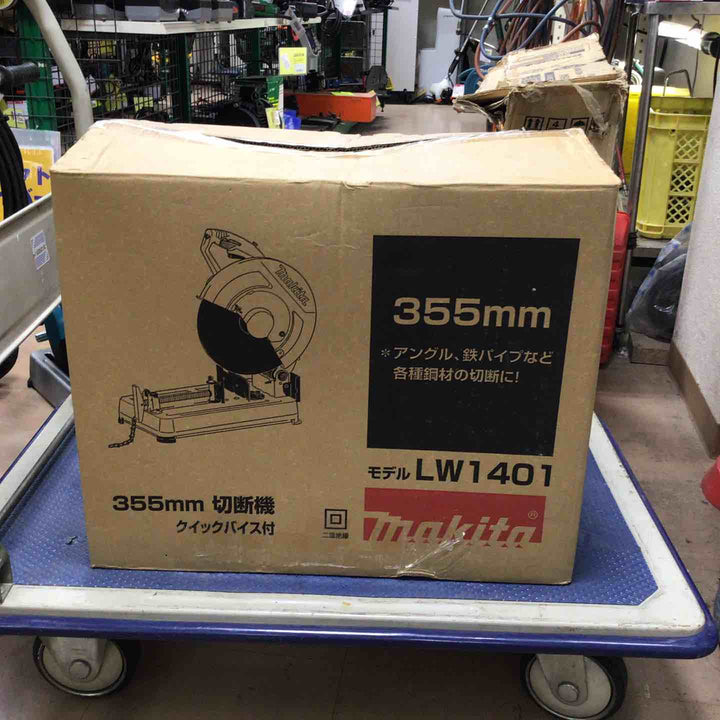 makita
355mm
*アングル、鉄パイプなど
各種鋼材の切断に!
モデル LW1401
355mm 切断機
クイックバイス付
二重絶縁
makita ®